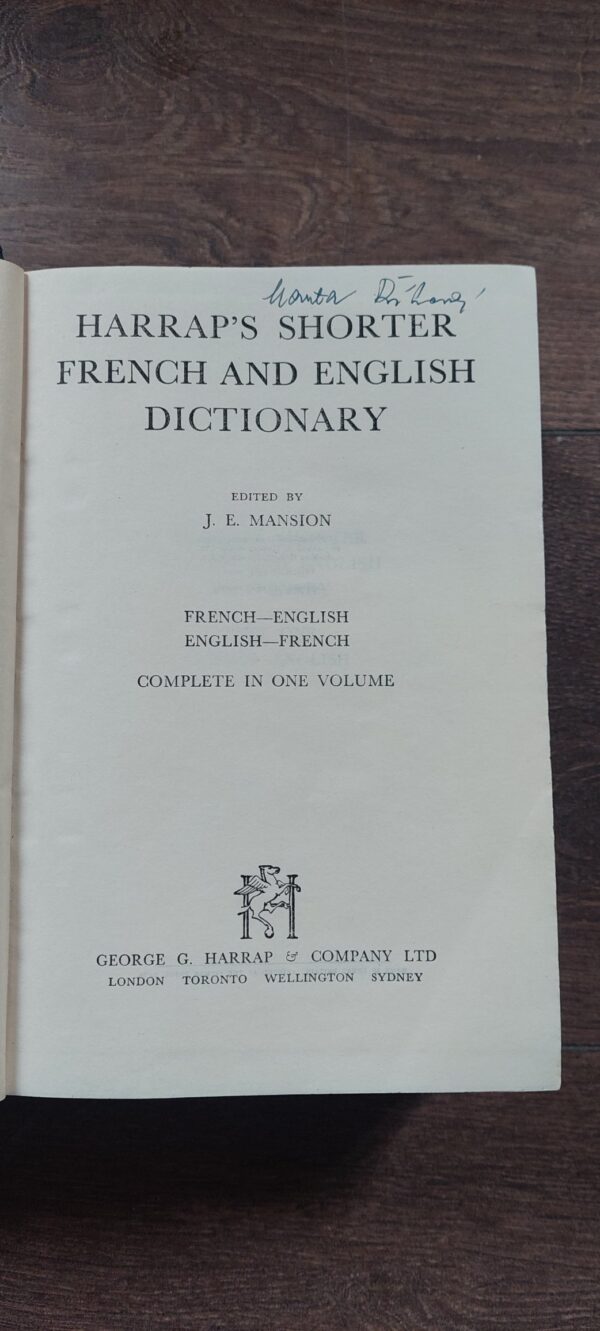 HARRAP'S SHORTER
FRENCH AND ENGLISH
DICTIONARY
EDITED BY
J. E. MANSION
FRENCH—ENGLISH
ENGLISH—FRENCH
COMPLETE IN ONE VOLUME
GEORGE G. HARRAP & COMPANY LTD
LONDON TORONTO WELLINGTON SYDNEY